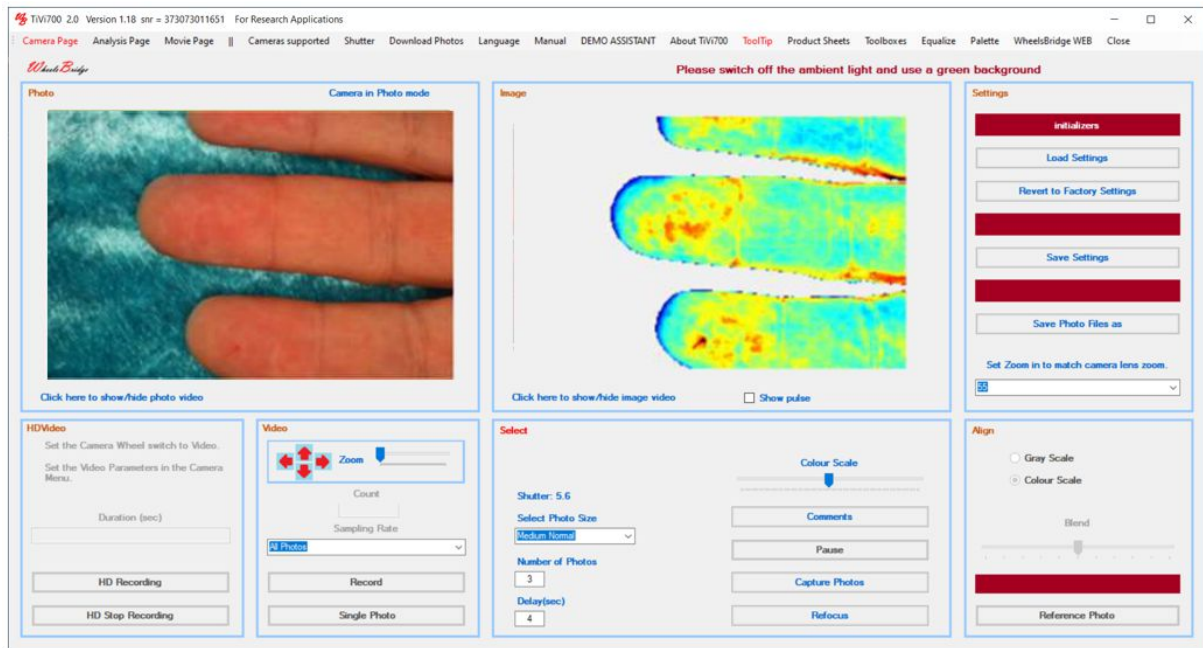 TiVi700 2.0 Version 1.18 snr = 373073011651 For Research Applications
Camera Page Analysis Page Movie Page || Cameras supported Shutter Download Photos Language Manual DEMO ASSISTANT About TiVi700 ToolTip Product Sheets Toolboxes Equalize Palette WheelsBridge WEB Close
WheelsBridge
Please switch off the ambient light and use a green background
Photo
Camera in Photo mode
Click here to show/hide photo video
Image
Click here to show/hide image video
Show pulse
Settings
initializers
Load Settings
Revert to Factory Settings
Save Settings
Save Photo Files as
Set Zoom in to match camera lens zoom.
55
HDVideo
Set the Camera Wheel switch to Video.
Set the Video Parameters in the Camera
Menu.
Duration (sec)
HD Recording
HD Stop Recording
Video
Zoom
Count
Sampling Rate
All Photos
Record
Single Photo
Select
Shutter: 5.6
Select Photo Size
Medium Normal
Number of Photos
3
Delay(sec)
4
Colour Scale
Comments
Pause
Capture Photos
Refocus
Align
Gray Scale
Colour Scale
Blend
Reference Photo